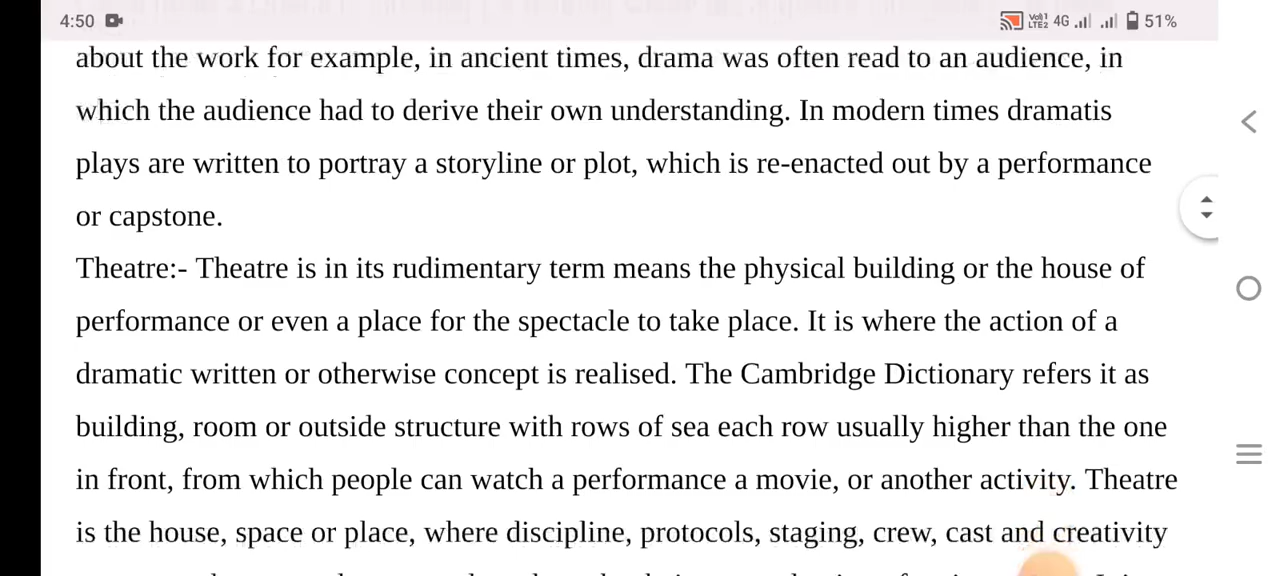 4:50 Vo)) 1 LTE2 4G 51%
about the work for example, in ancient times, drama was often read to an audience, in
which the audience had to derive their own understanding. In modern times dramatis
plays are written to portray a storyline or plot, which is re-enacted out by a performance
or capstone.
Theatre:- Theatre is in its rudimentary term means the physical building or the house of
performance or even a place for the spectacle to take place. It is where the action of a
dramatic written or otherwise concept is realised. The Cambridge Dictionary refers it as
building, room or outside structure with rows of sea each row usually higher than the one
in front, from which people can watch a performance a movie, or another activity. Theatre
is the house, space or place, where discipline, protocols, staging, crew, cast and creativity